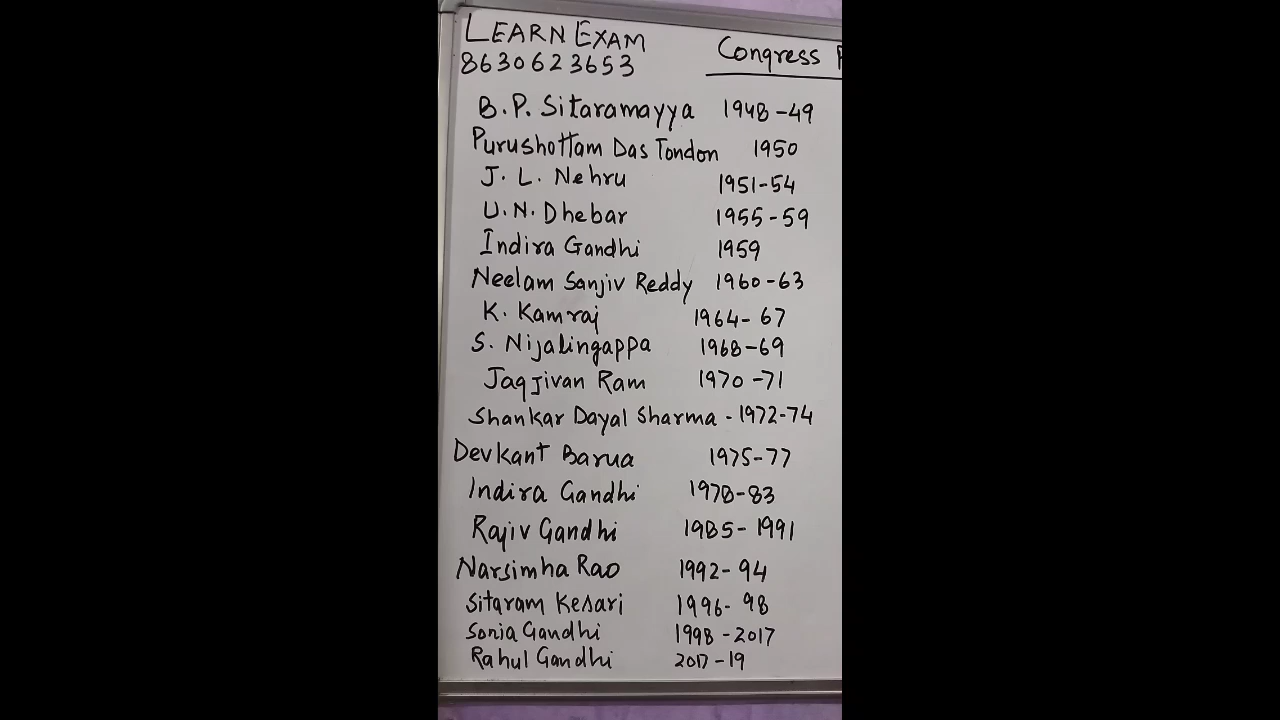 LEARN EXAM
8630623653
Congress
B.P. Sitaramayya 1948-49
Purushottam Das Tondon 1950
J. L. Nehru 1951-54
U.N. Dhebar 1955-59
Indira Gandhi 1959
Neelam Sanjiv Reddy 1960-63
K. Kamraj 1964-67
S. Nijalingappa 1968-69
Jagjivan Ram 1970-71
Shankar Dayal Sharma - 1972-74
Devkant Barua 1975-77
Indira Gandhi 1978-83
Rajiv Gandhi 1985-1991
Narsimha Rao 1992-94
Sitaram Kesari 1996-98
Sonia Gandhi 1998-2017
Rahul Gandhi 2017-19